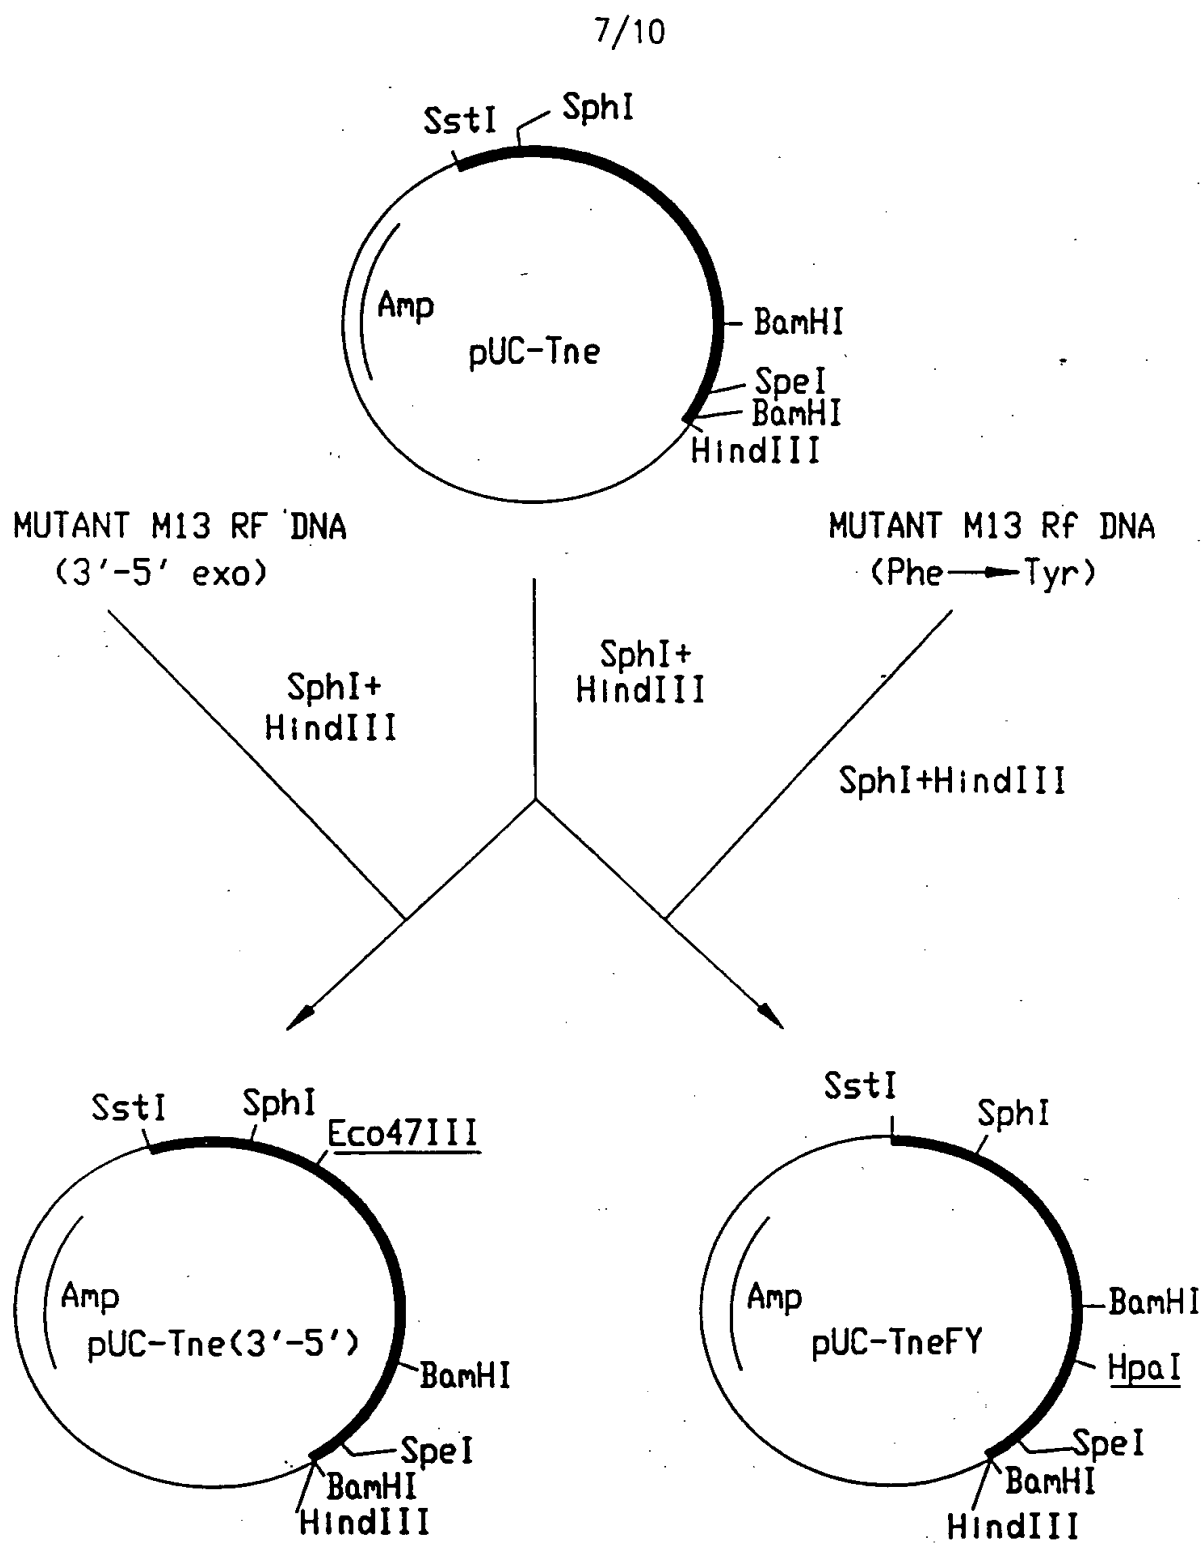 7/10
SstI
SphI
Amp
pUC-Tne
BamHI
SpeI
BamHI
HindIII
MUTANT M13 RF DNA
(3'-5' exo)
MUTANT M13 Rf DNA
(Phe→Tyr)
SphI+
HindIII
SphI+
HindIII
SphI+HindIII
SstI
SphI
Eco47III
Amp
pUC-Tne(3'-5')
BamHI
SpeI
BamHI
HindIII
SstI
SphI
Amp
pUC-TneFY
BamHI
HpaI
SpeI
BamHI
HindIII